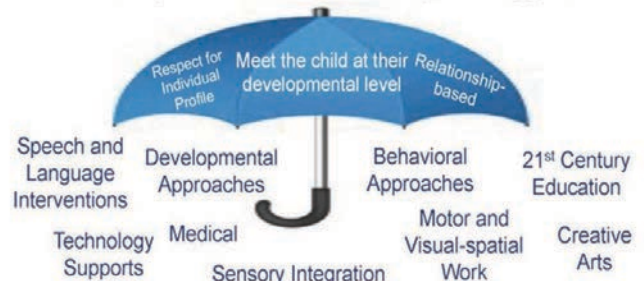 Respect for
Individual
Profile
Meet the child at their
developmental level
Relationship-
based
Speech and
Language
Interventions
Developmental
Approaches
Behavioral
Approaches
21st Century
Education
Technology
Supports
Medical
Sensory Integration
Motor and
Visual-spatial
Work
Creative
Arts